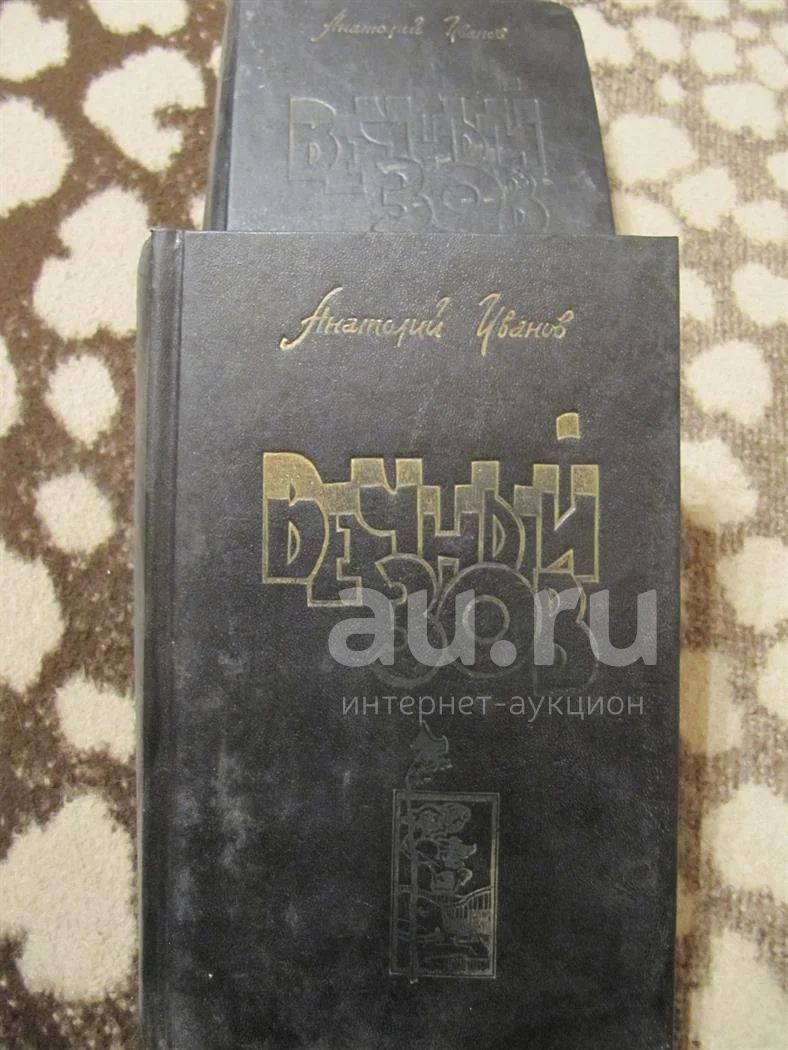 Анатолий Иванов
Вечный
Зов
Анатолий Иванов
Вечный
Зов
au.ru
интернет-аукцион